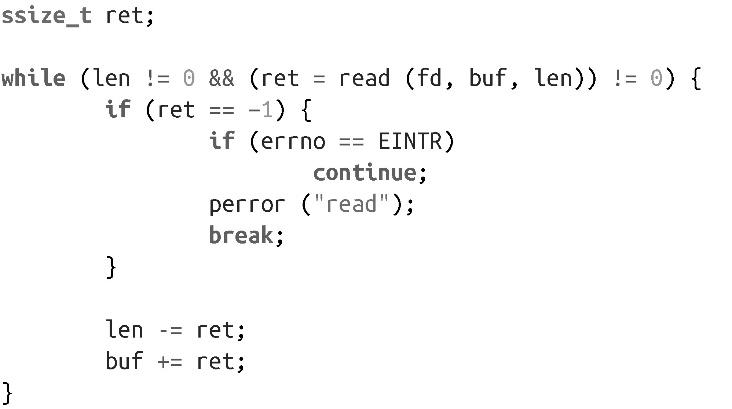 ssize_t ret;

while (len != 0 && (ret = read (fd, buf, len)) != 0) {
        if (ret == -1) {
                if (errno == EINTR)
                        continue;
                perror ("read");
                break;
        }

        len -= ret;
        buf += ret;
}